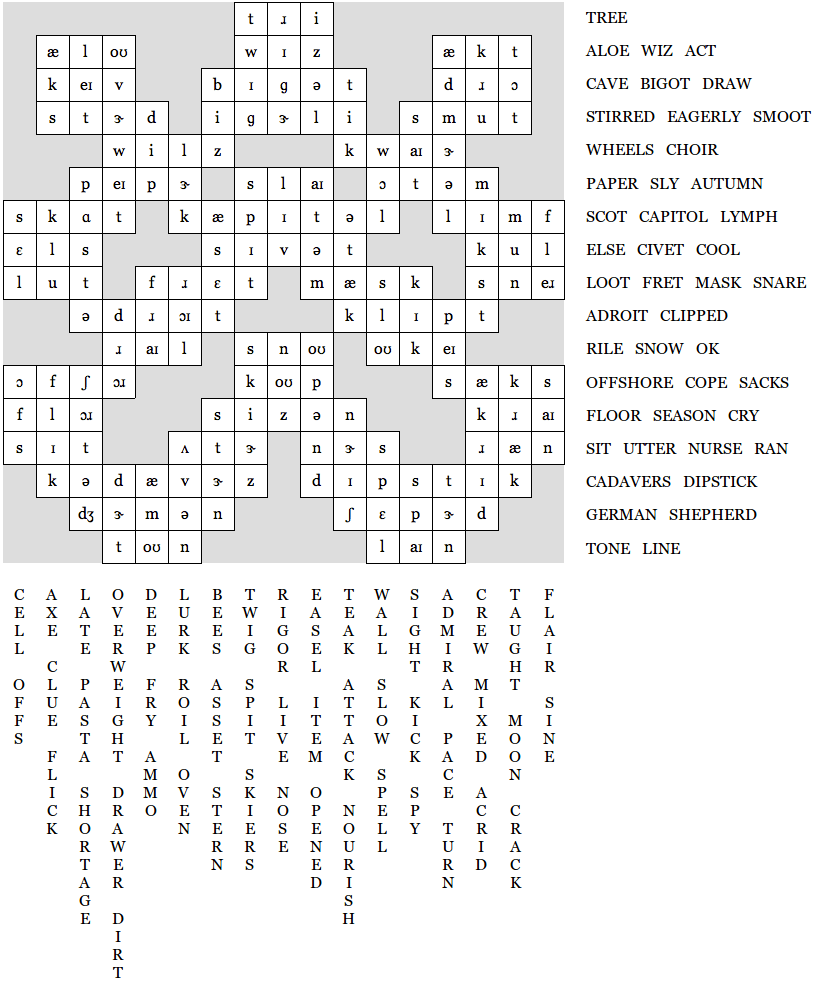 t ɹ i TREE
æ l oʊ w ɪ z æ k t ALOE WIZ ACT
k eɪ v b ɪ ɡ ə t d ɹ ɔ CAVE BIGOT DRAW
s t ɝ d i ɡ ɝ l i s m u t STIRRED EAGERLY SMOOT
w i l z k w aɪ ɝ WHEELS CHOIR
p eɪ p ɝ s l aɪ ɔ t ə m PAPER SLY AUTUMN
s k ɑ t k æ p ɪ t ə l l ɪ m f SCOT CAPITOL LYMPH
ɛ l s s ɪ v ə t k u l ELSE CIVET COOL
l u t f ɹ ɛ t m æ s k s n eɹ LOOT FRET MASK SNARE
ə d ɹ ɔɪ t k l ɪ p t ADROIT CLIPPED
ɹ aɪ l s n oʊ oʊ k eɪ RILE SNOW OK
ɔ f ʃ ɔɹ k oʊ p s æ k s OFFSHORE COPE SACKS
f l ɔɹ s i z ə n k ɹ aɪ FLOOR SEASON CRY
s ɪ t ʌ t ɝ n ɝ s ɹ æ n SIT UTTER NURSE RAN
k ə d æ v ɝ z d ɪ p s t ɪ k CADAVERS DIPSTICK
dʒ ɝ m ə n ʃ ɛ p ɝ d GERMAN SHEPHERD
t oʊ n l aɪ n TONE LINE
CELL OFFS
AXE CLUE FLICK
LATE PASTA SHORTAGE
OVERWEIGHT DRAWER DIRT
DEEP FRY AMMO
LURK ROIL OVEN
BEES ASSET STERN
TWIG SPIT SKIERS
RIGOR LIVE NOSE
EASEL ITEM OPENED
TEAK ATTACK NOURISH
WALL SLOW SPELL
SIGHT KICK SPY
ADMIRAL PACE TURN
CREW MIXED ACRID
TAUGHT MOON CRACK
FLAIR SINE